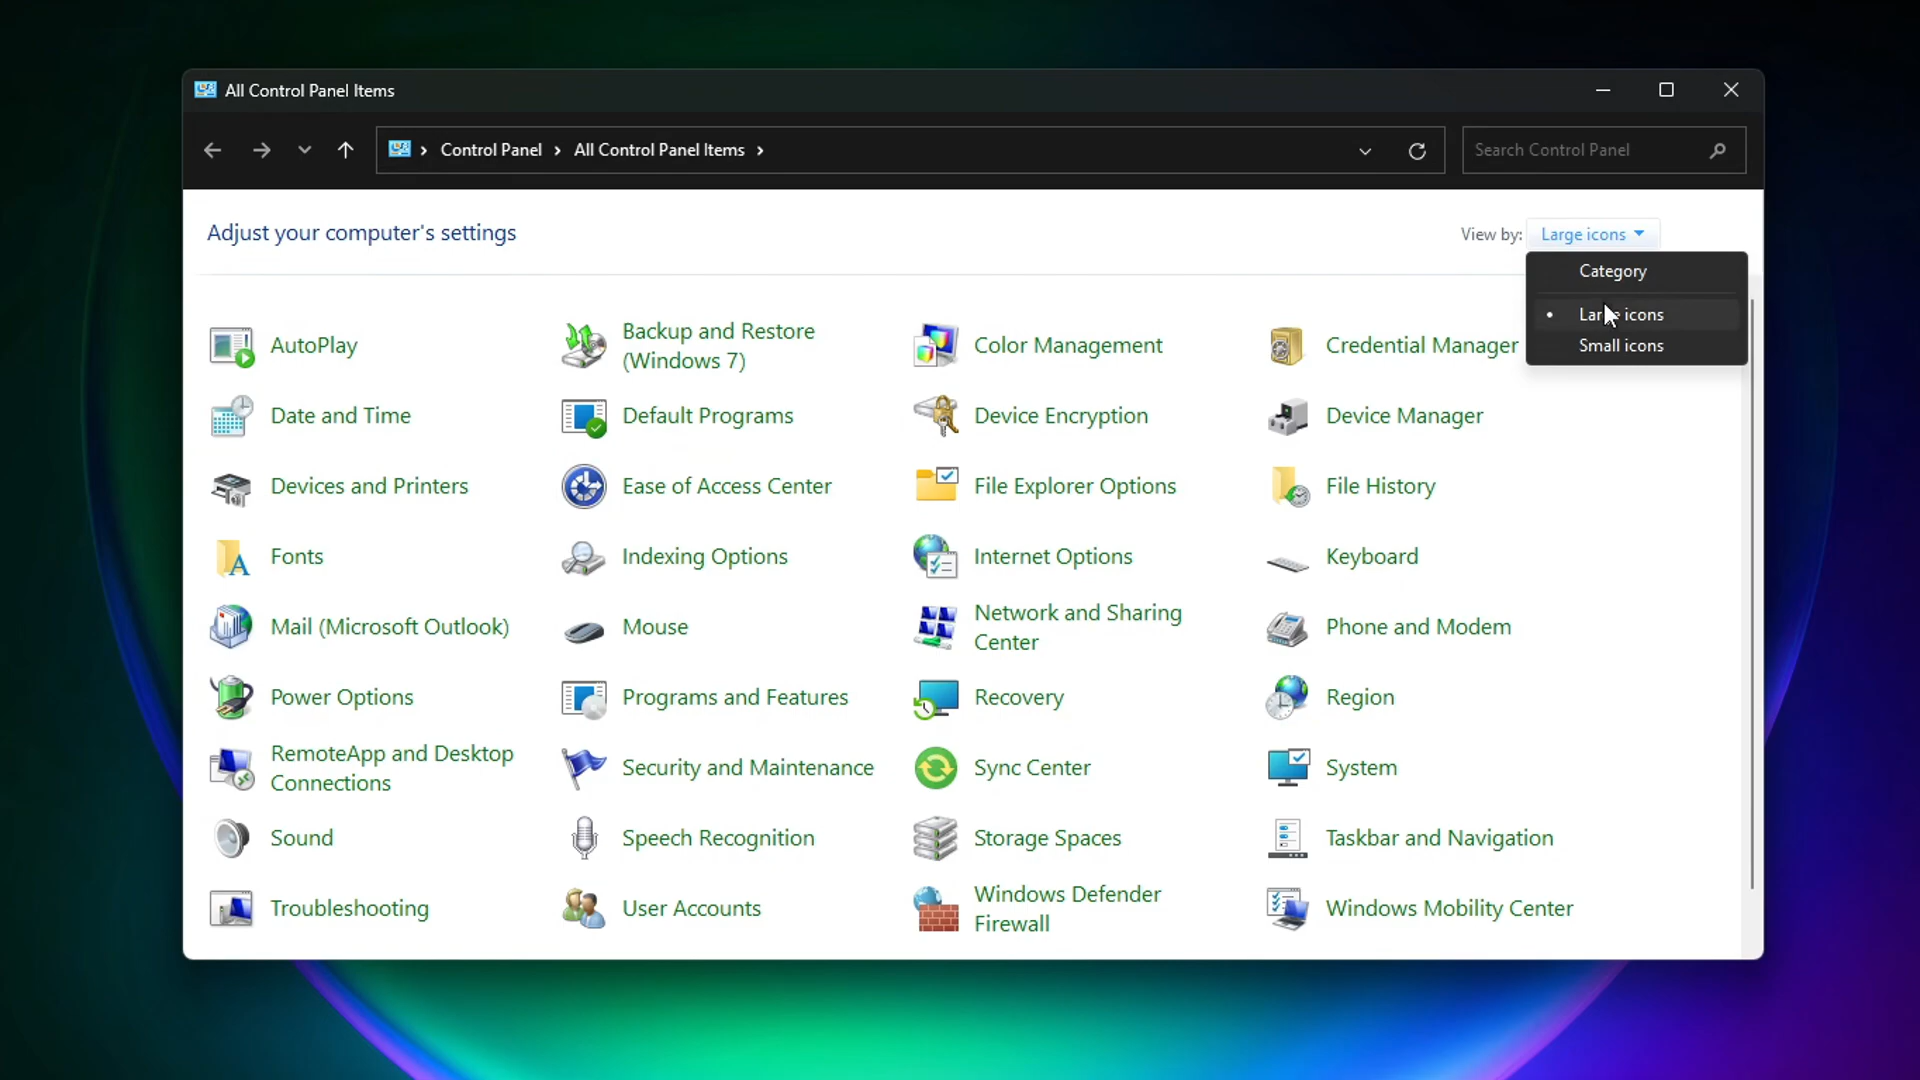 All Control Panel Items
Control Panel
All Control Panel Items
Search Control Panel
Adjust your computer's settings
View by:
Large icons
Category
Large icons
Small icons
AutoPlay
Backup and Restore
(Windows 7)
Color Management
Credential Manager
Date and Time
Default Programs
Device Encryption
Device Manager
Devices and Printers
Ease of Access Center
File Explorer Options
File History
Fonts
Indexing Options
Internet Options
Keyboard
Mail (Microsoft Outlook)
Mouse
Network and Sharing
Center
Phone and Modem
Power Options
Programs and Features
Recovery
Region
RemoteApp and Desktop
Connections
Security and Maintenance
Sync Center
System
Sound
Speech Recognition
Storage Spaces
Taskbar and Navigation
Troubleshooting
User Accounts
Windows Defender
Firewall
Windows Mobility Center